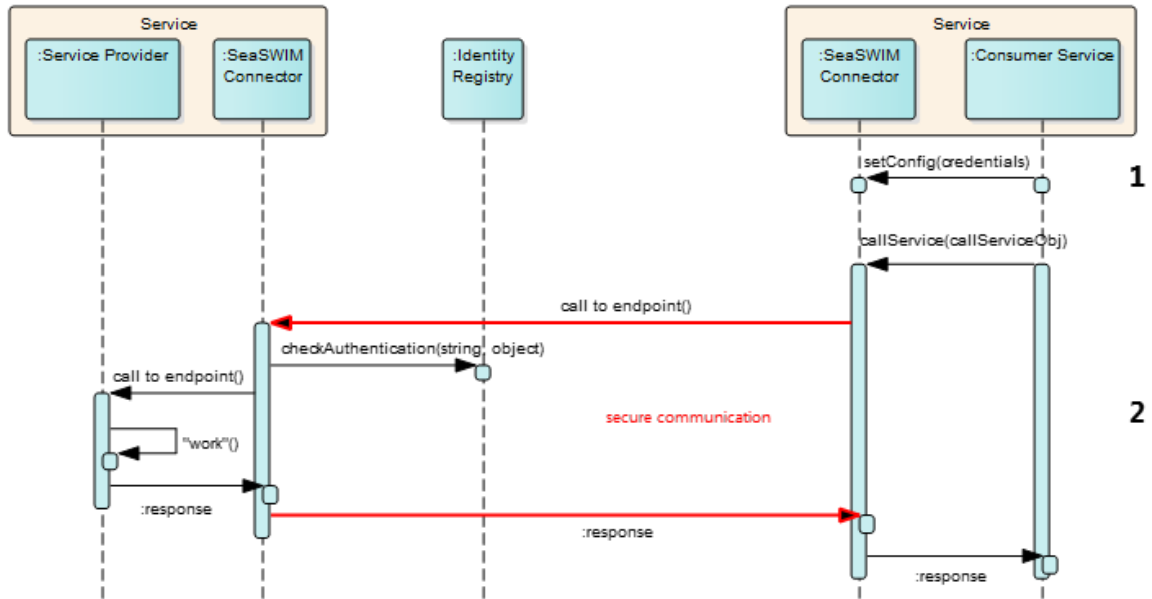 Service
Service
:Service Provider
:SeaSWIM
Connector
:Identity
Registry
:SeaSWIM
Connector
:Consumer Service
setConfig(credentials)
1
callService(callServiceObj)
call to endpoint()
checkAuthentication(string, object)
call to endpoint()
secure communication
2
"work"()
:response
:response
:response